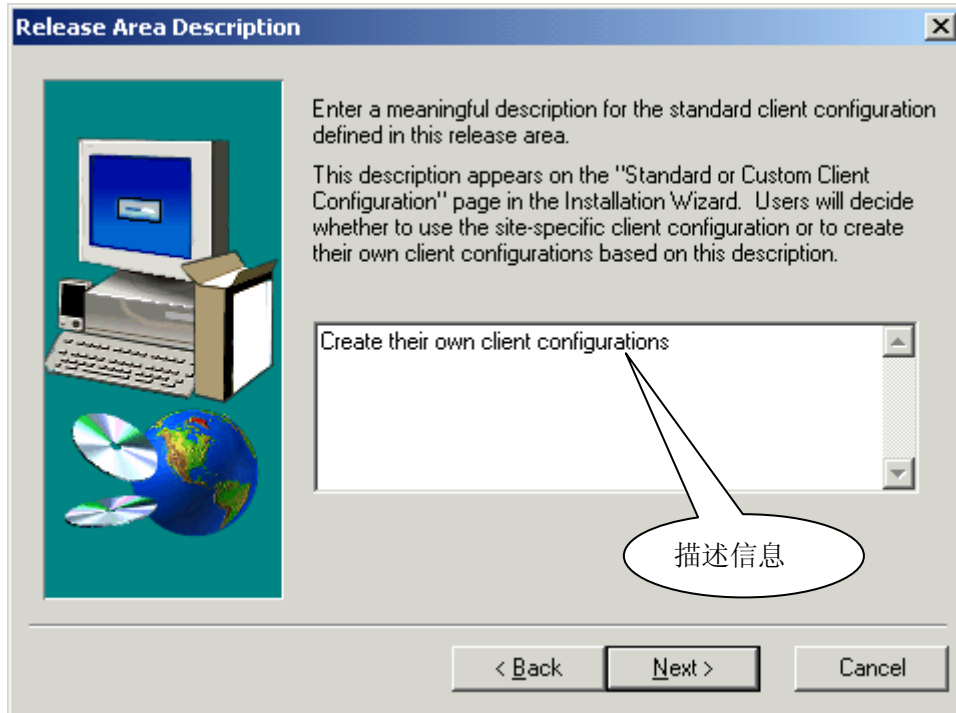 Release Area Description
Enter a meaningful description for the standard client configuration
defined in this release area.
This description appears on the "Standard or Custom Client
Configuration" page in the Installation Wizard.  Users will decide
whether to use the site-specific client configuration or to create
their own client configurations based on this description.
Create their own client configurations
描述信息
< Back
Next >
Cancel